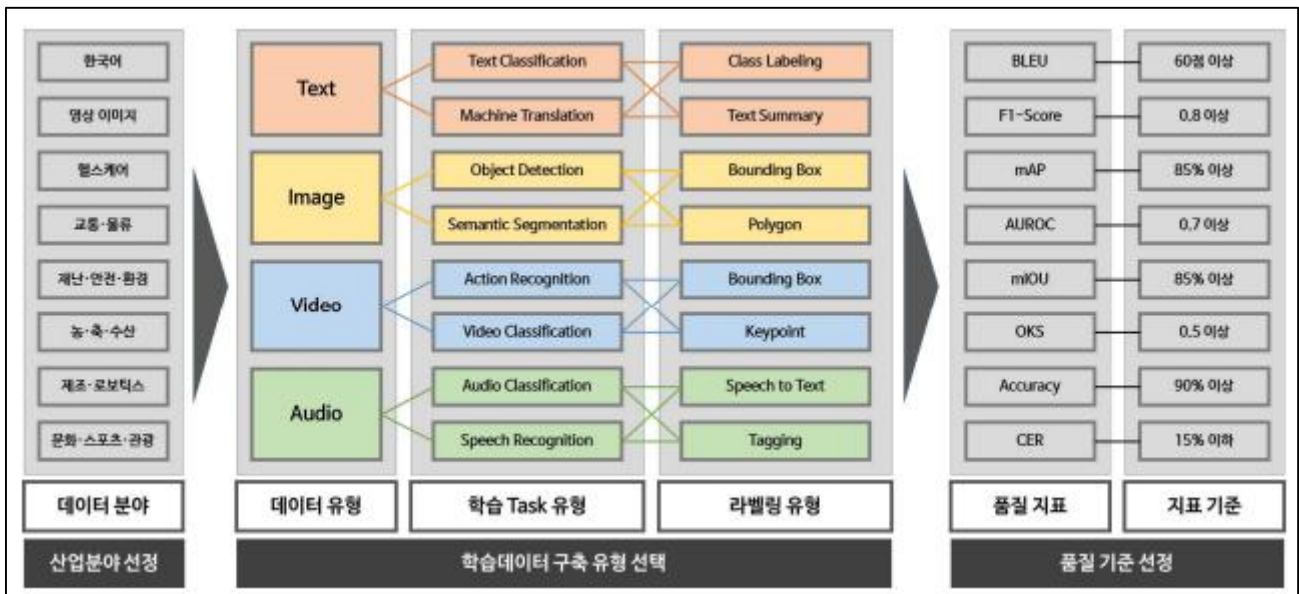 한국어
영상 이미지
헬스케어
교통·물류
재난·안전·환경
농·축·수산
제조·로보틱스
문화·스포츠·관광
데이터 분야
산업분야 선정
Text
Image
Video
Audio
데이터 유형
Text Classification
Machine Translation
Object Detection
Semantic Segmentation
Action Recognition
Video Classification
Audio Classification
Speech Recognition
학습 Task 유형
Class Labeling
Text Summary
Bounding Box
Polygon
Bounding Box
Keypoint
Speech to Text
Tagging
라벨링 유형
학습데이터 구축 유형 선택
BLEU
F1-Score
mAP
AUROC
mIOU
OKS
Accuracy
CER
품질 지표
60점 이상
0.8 이상
85% 이상
0.7 이상
85% 이상
0.5 이상
90% 이상
15% 이하
지표 기준
품질 기준 선정